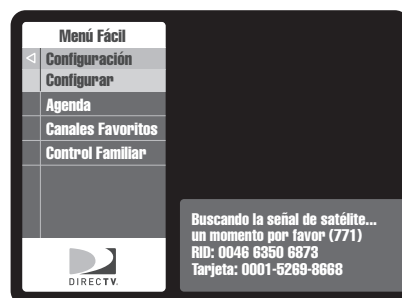 Menú Fácil
Configuración
Configurar
Agenda
Canales Favoritos
Control Familiar
Buscando la señal de satélite...
un momento por favor (771)
RID: 0046 6350 6873
Tarjeta: 0001-5269-8668
DIRECTV.